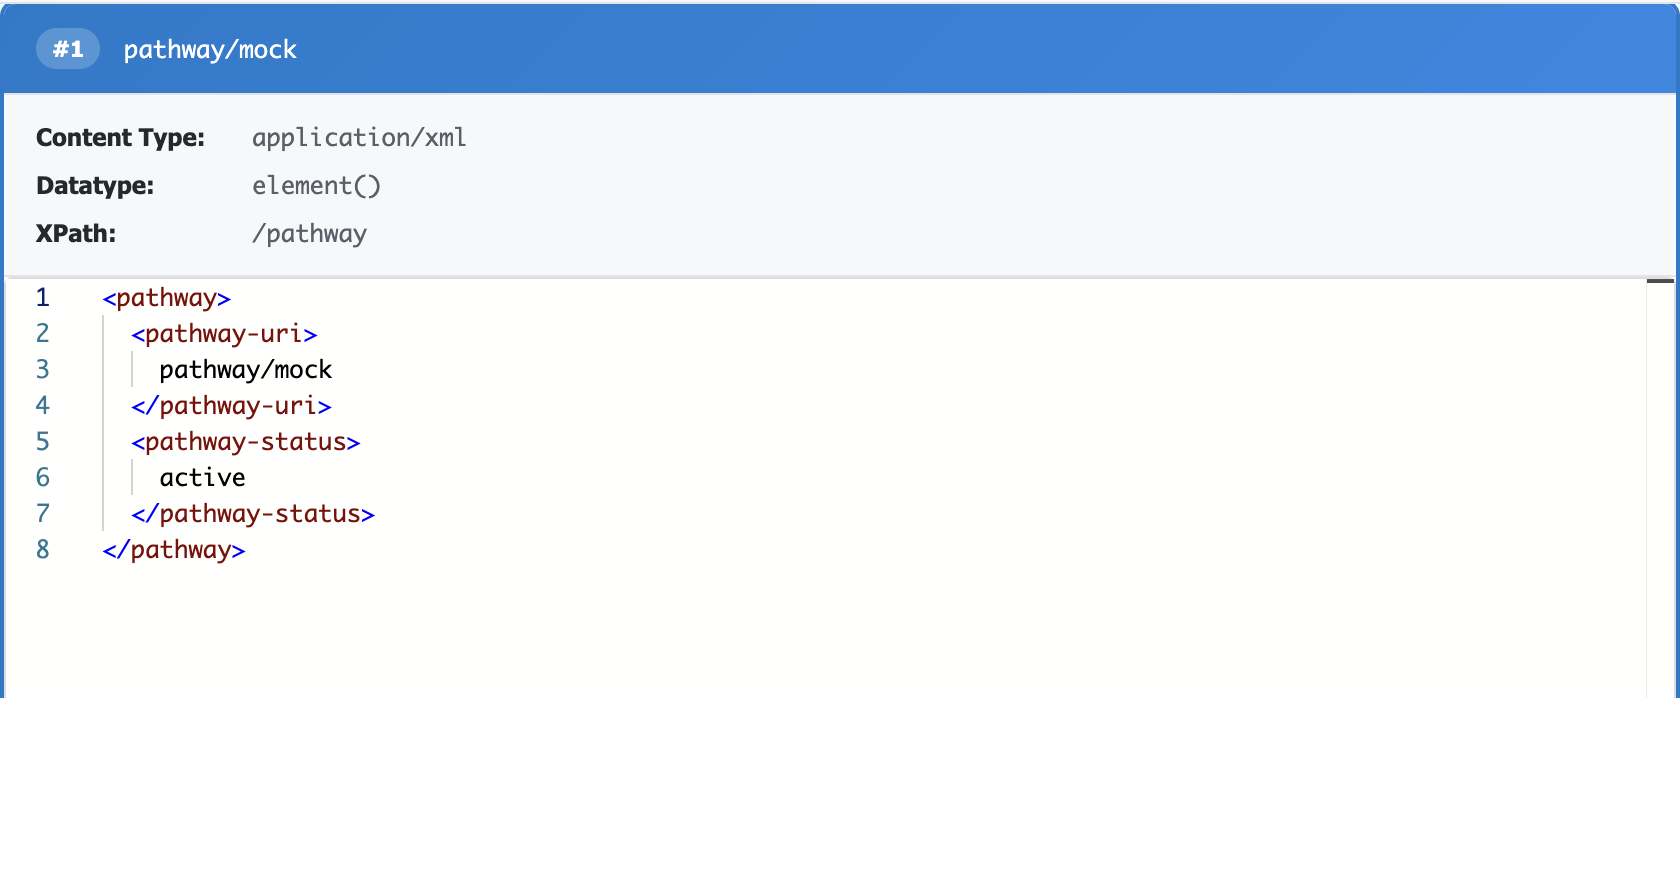 #1 pathway/mock
Content Type: application/xml
Datatype: element()
XPath: /pathway
1 <pathway>
2 <pathway-uri>
3 pathway/mock
4 </pathway-uri>
5 <pathway-status>
6 active
7 </pathway-status>
8 </pathway>